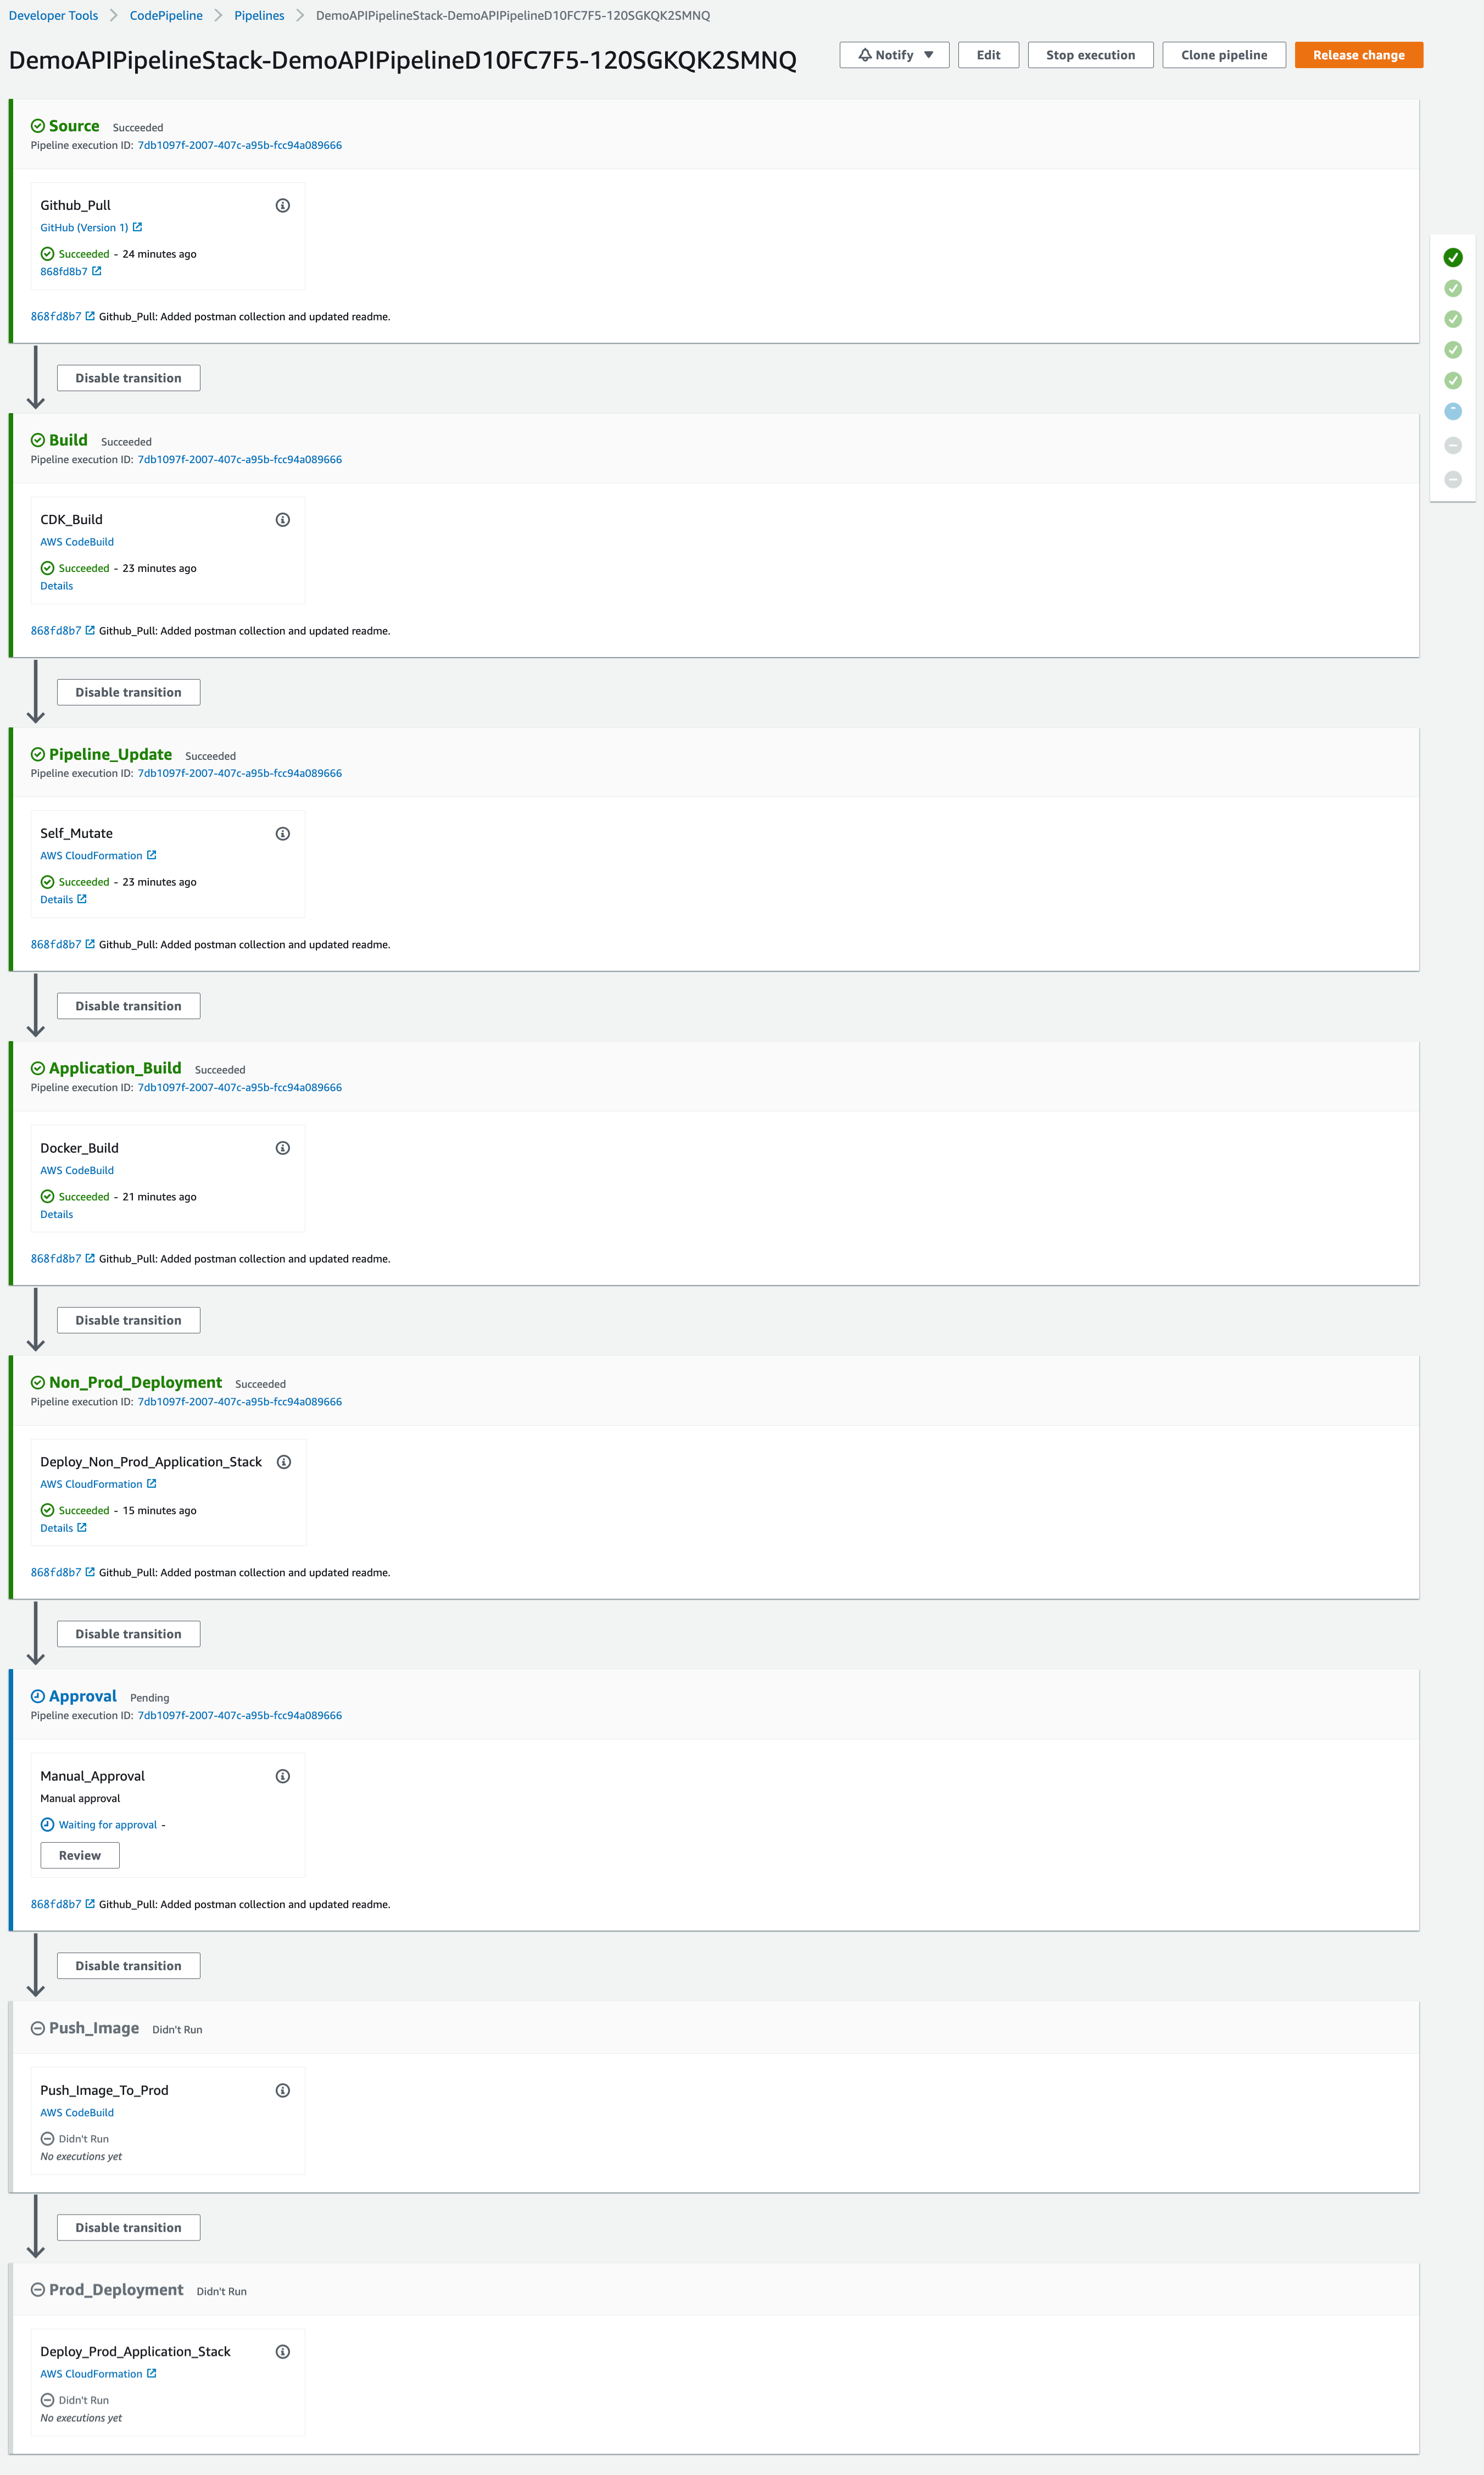 Developer Tools > CodePipeline > Pipelines > DemoAPIPipelineStack-DemoAPIPipelineD10FC7F5-120SGKQK2SMNQ
DemoAPIPipelineStack-DemoAPIPipelineD10FC7F5-120SGKQK2SMNQ
Notify
Edit
Stop execution
Clone pipeline
Release change
Source Succeeded
Pipeline execution ID: 7db1097f-2007-407c-a95b-fcc94a089666
Github_Pull
GitHub (Version 1)
Succeeded - 24 minutes ago
868fd8b7
868fd8b7 Github_Pull: Added postman collection and updated readme.
Disable transition
Build Succeeded
Pipeline execution ID: 7db1097f-2007-407c-a95b-fcc94a089666
CDK_Build
AWS CodeBuild
Succeeded - 23 minutes ago
Details
868fd8b7 Github_Pull: Added postman collection and updated readme.
Disable transition
Pipeline_Update Succeeded
Pipeline execution ID: 7db1097f-2007-407c-a95b-fcc94a089666
Self_Mutate
AWS CloudFormation
Succeeded - 23 minutes ago
Details
868fd8b7 Github_Pull: Added postman collection and updated readme.
Disable transition
Application_Build Succeeded
Pipeline execution ID: 7db1097f-2007-407c-a95b-fcc94a089666
Docker_Build
AWS CodeBuild
Succeeded - 21 minutes ago
Details
868fd8b7 Github_Pull: Added postman collection and updated readme.
Disable transition
Non_Prod_Deployment Succeeded
Pipeline execution ID: 7db1097f-2007-407c-a95b-fcc94a089666
Deploy_Non_Prod_Application_Stack
AWS CloudFormation
Succeeded - 15 minutes ago
Details
868fd8b7 Github_Pull: Added postman collection and updated readme.
Disable transition
Approval Pending
Pipeline execution ID: 7db1097f-2007-407c-a95b-fcc94a089666
Manual_Approval
Manual approval
Waiting for approval -
Review
868fd8b7 Github_Pull: Added postman collection and updated readme.
Disable transition
Push_Image Didn't Run
Push_Image_To_Prod
AWS CodeBuild
Didn't Run
No executions yet
Disable transition
Prod_Deployment Didn't Run
Deploy_Prod_Application_Stack
AWS CloudFormation
Didn't Run
No executions yet